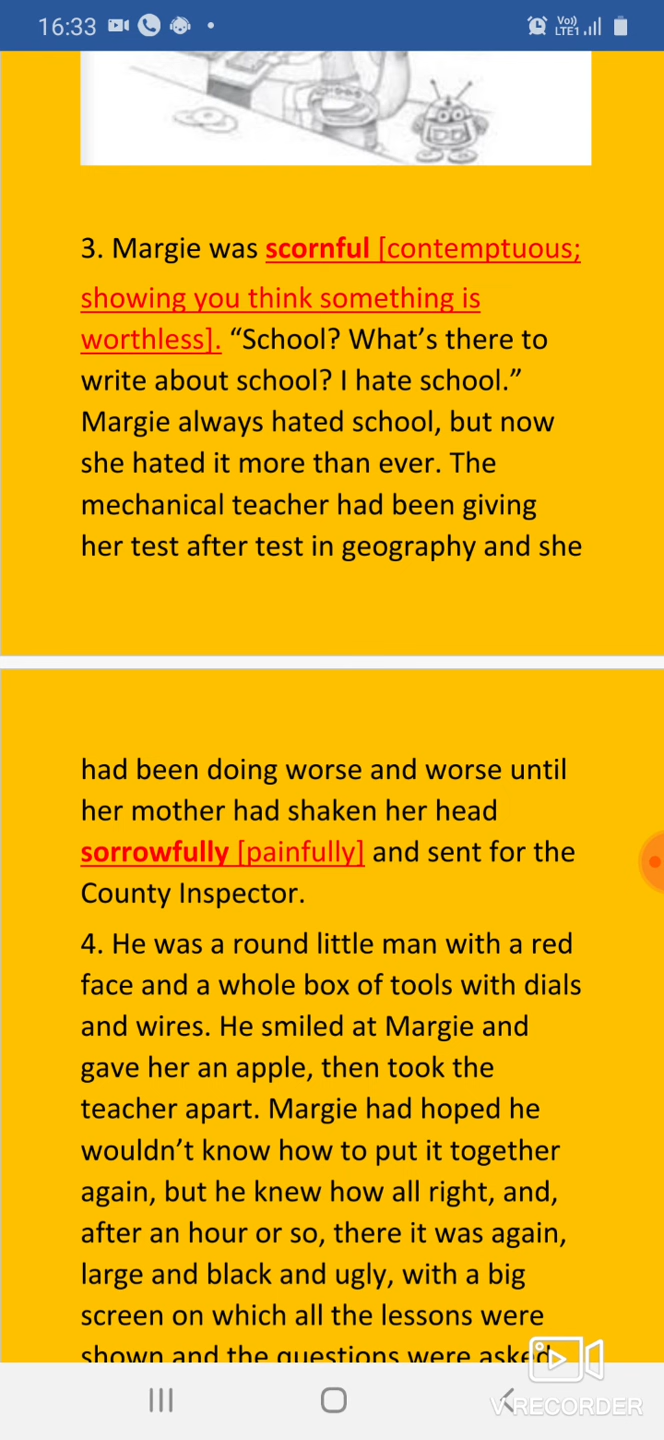 16:33
Vo))
LTE1
3. Margie was scornful [contemptuous;
showing you think something is
worthless]. “School? What’s there to
write about school? I hate school.”
Margie always hated school, but now
she hated it more than ever. The
mechanical teacher had been giving
her test after test in geography and she
had been doing worse and worse until
her mother had shaken her head
sorrowfully [painfully] and sent for the
County Inspector.
4. He was a round little man with a red
face and a whole box of tools with dials
and wires. He smiled at Margie and
gave her an apple, then took the
teacher apart. Margie had hoped he
wouldn’t know how to put it together
again, but he knew how all right, and,
after an hour or so, there it was again,
large and black and ugly, with a big
screen on which all the lessons were
shown and the questions were asked
V RECORDER